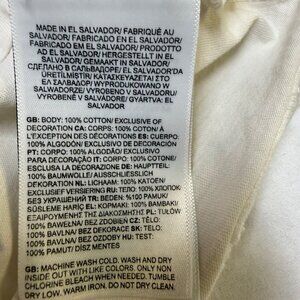 MADE IN EL SALVADOR/ FABRIQUÉ AU
SALVADOR/ FABRICADO EN EL SALVADOR/
FABRICADO EM EL SALVADOR/ PRODOTTO
AD EL SALVADOR/ HERGESTELLT IN EL
SALVADOR/ GEMAAKT IN SALVADOR/
СДЕЛАНО В САЛЬВАДОРЕ/ EL SALVADOR'DA
ÜRETİLMİSTİR/ ΚΑΤΑΣΚΕΥΑΖΕΤΑΙ ΣΤΟ
ΕΛ ΣΑΛΒΑΔΟΡ/ WYPRODUKOWANO W
SALWADORZE/ VYROBENO V SALVADORU/
VYROBENÉ V SALVADORE/ GYÁRTVA: EL
SALVADOR
GB: BODY: 100% COTTON/ EXCLUSIVE OF
DECORATION CA: CORPS: 100% COTON/ À
L'EXCEPTION DES DÉCORATIONS ES: CUERPO:
100% ALGODÓN/ EXCLUSIVO DE DECORACIÓN
PT: CORPO: 100% ALGODÃO/ EXCLUSIVO
PARA DECORAÇÃO IT: CORPO: 100% COTONE/
ESCLUSA LA DECORAZIONE DE: HAUPTTEIL:
100% BAUMWOLLE/AUSSCHLIESSLICH
DEKORATION NL: LICHAAM: 100% KATOEN/
EXCLUSIEF VERSIERING RU: ТЕЛО: 100% ХЛОПОК/
БЕЗ УКРАШЕНИЙ TR: BEDEN: %100 PAMUK/
SÜSLEME HARİÇ EL: ΚΟΡΜΑΚΙ: 100% ΒΑΜΒΑΚΙ/
ΕΞΑΙΡΟΥΜΕΝΗΣ ΤΗΣ ΔΙΑΚΟΣΜΗΣΗΣ PL: TUŁÓW
100% BAWEŁNA/ BEZ DEKORACJI CZ: TĚLO:
100% BAVLNA/ BEZ DEKORACE SK: TELO:
100% BAVLNA/ BEZ OZDOBY HU: TEST:
100% PAMUT/ DÍSZ MENTES
GB: MACHINE WASH COLD. WASH AND DRY
INSIDE OUT WITH LIKE COLORS. ONLY NON
CHLORINE BLEACH WHEN NEEDED. TUMBLE
DRY LOW. WARM IRON. DO NOT DRY CLEAN.